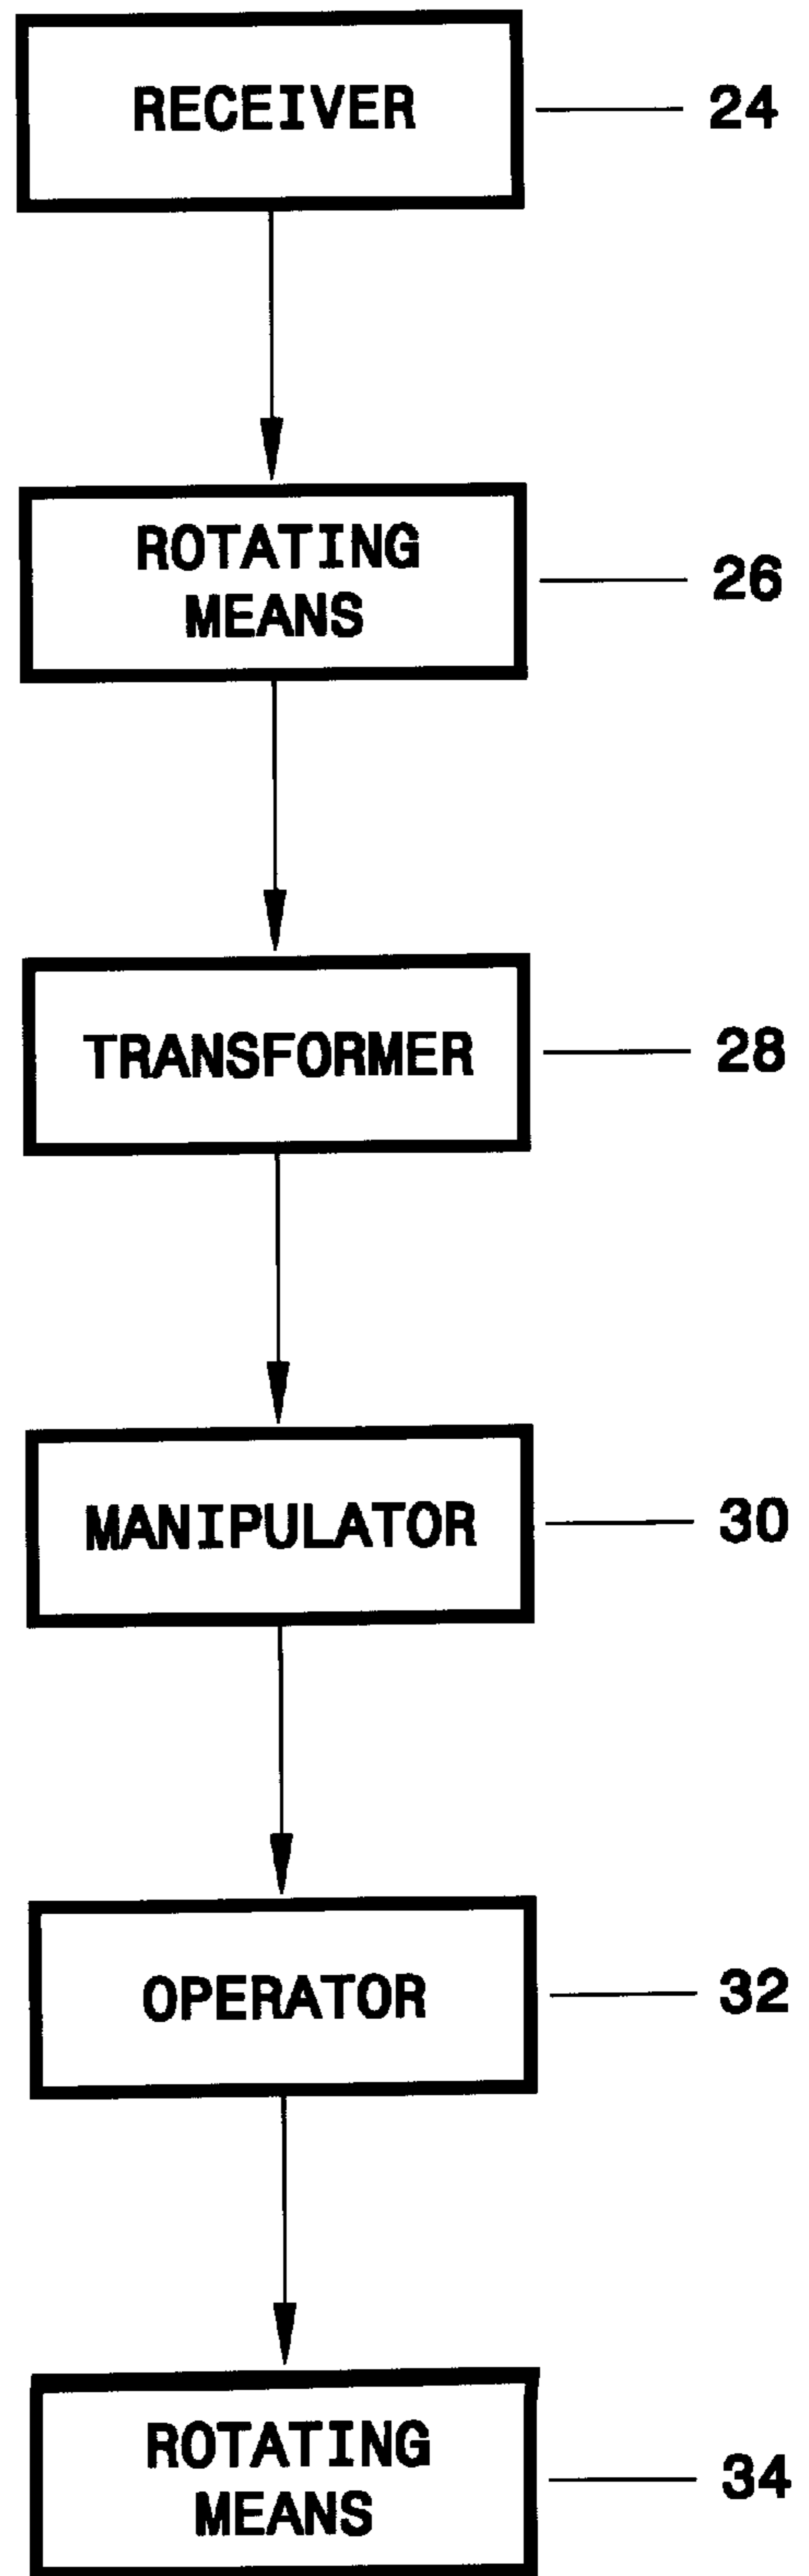 RECEIVER
24
ROTATING
MEANS
26
TRANSFORMER
28
MANIPULATOR
30
OPERATOR
32
ROTATING
MEANS
34